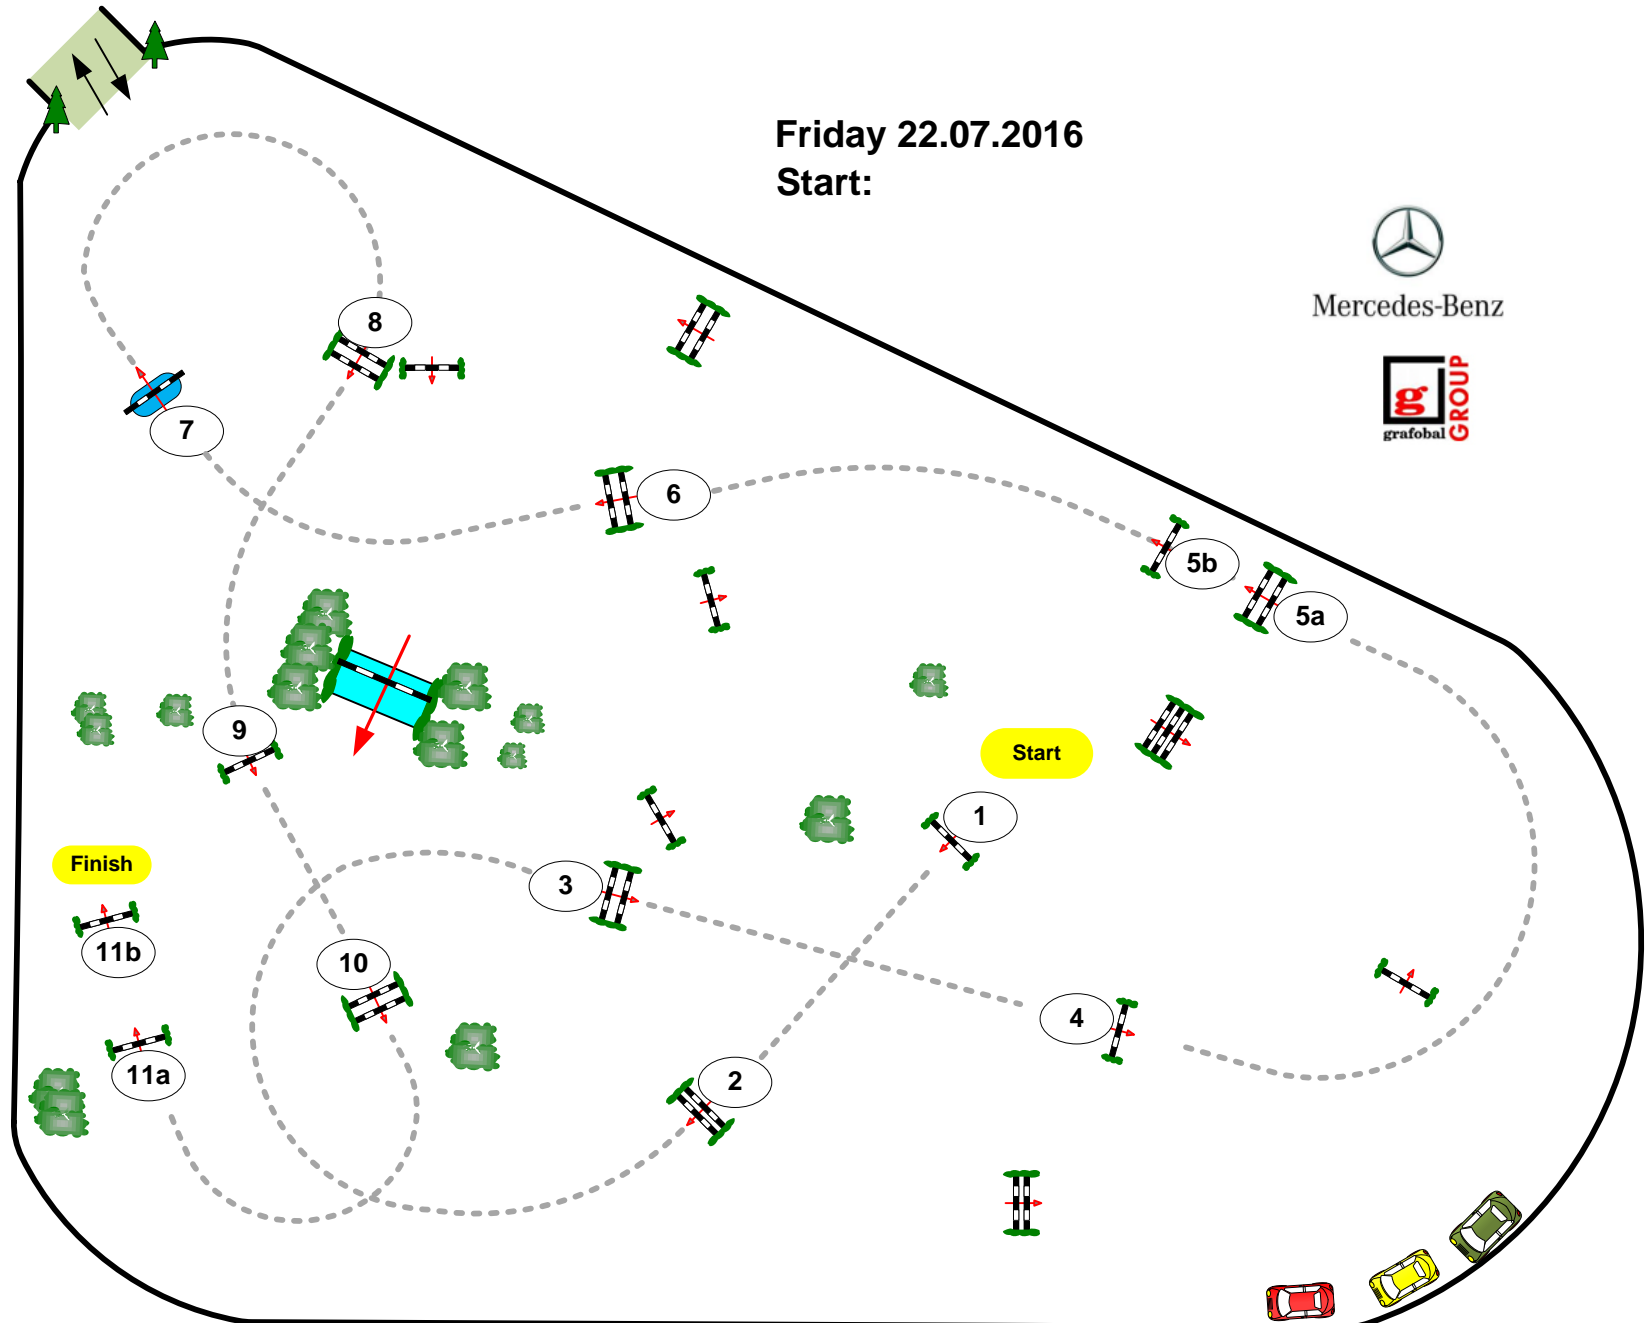 Friday 22.07.2016
Start:
Mercedes-Benz
g
grafobal
GROUP
8
7
6
5b
5a
9
Start
1
Finish
3
11b
10
4
11a
2